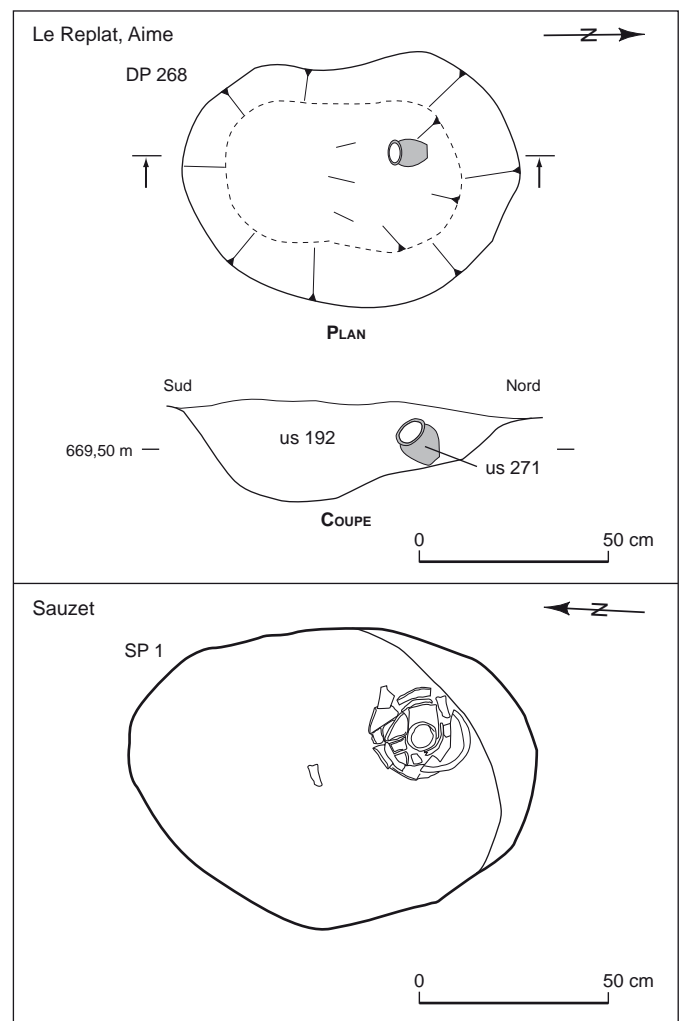 Le Replat, Aime
N
DP 268
PLAN
Sud
Nord
us 192
669,50 m
us 271
COUPE
0 50 cm
Sauzet
N
SP 1
0 50 cm